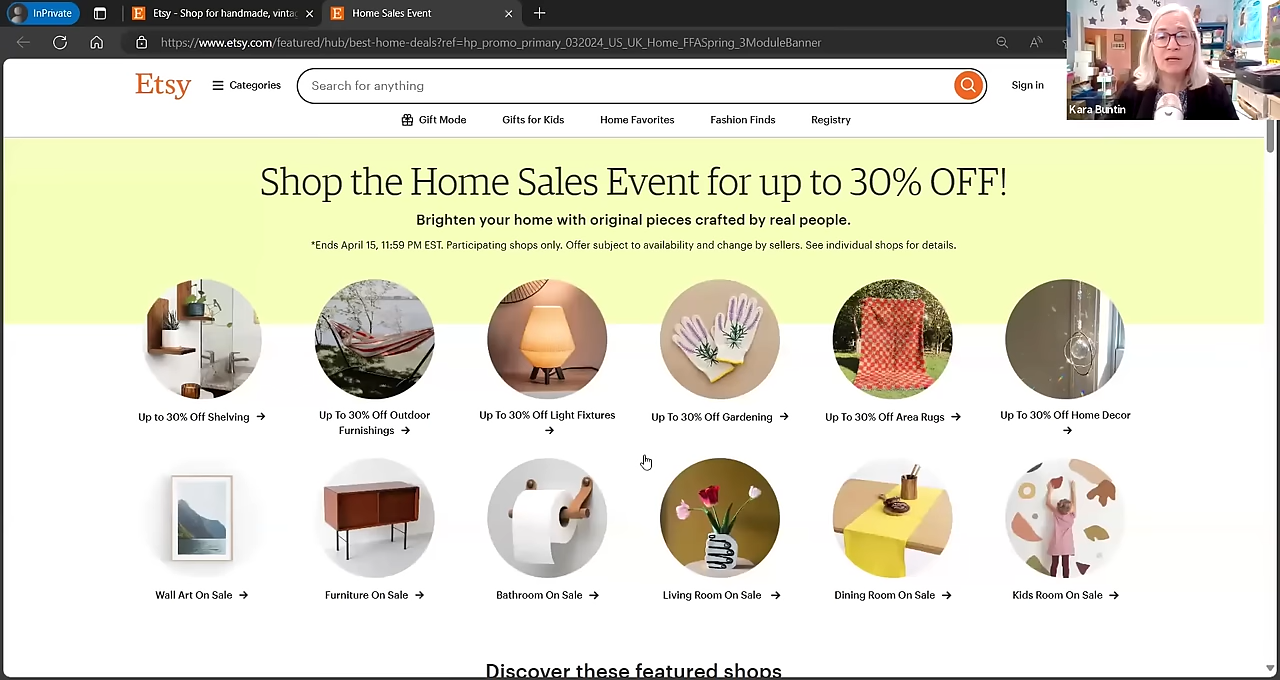 InPrivate
Etsy - Shop for handmade, vintag
Home Sales Event
https://www.etsy.com/featured/hub/best-home-deals?ref=hp_promo_primary_032024_US_UK_Home_FFASpring_3ModuleBanner
Kara Buntin
Etsy
Categories
Search for anything
Sign in
Gift Mode
Gifts for Kids
Home Favorites
Fashion Finds
Registry
Shop the Home Sales Event for up to 30% OFF!
Brighten your home with original pieces crafted by real people.
*Ends April 15, 11:59 PM EST. Participating shops only. Offer subject to availability and change by sellers. See individual shops for details.
Up to 30% Off Shelving →
Up To 30% Off Outdoor
Furnishings →
Up To 30% Off Light Fixtures
→
Up To 30% Off Gardening →
Up To 30% Off Area Rugs →
Up To 30% Off Home Decor
→
Wall Art On Sale →
Furniture On Sale →
Bathroom On Sale →
Living Room On Sale →
Dining Room On Sale →
Kids Room On Sale →
Discover these featured shops